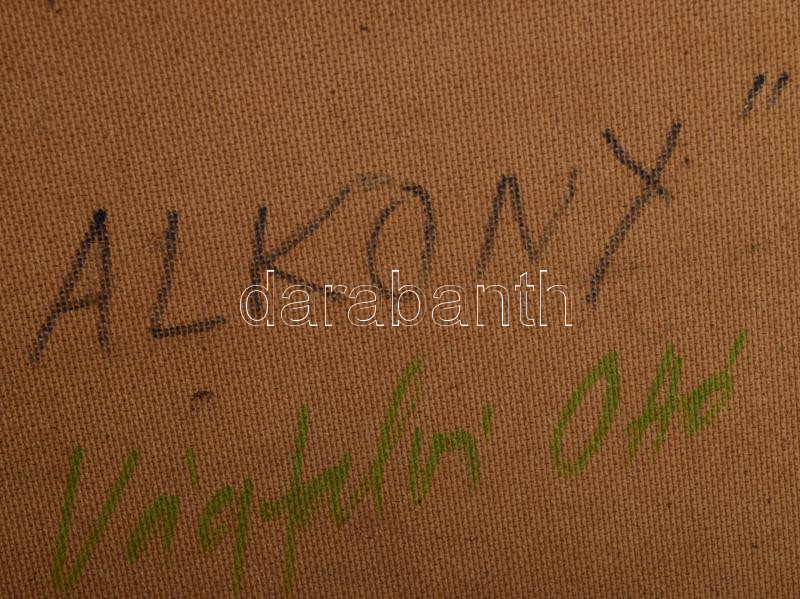 ALKONY"
darabanth
Vágfalvi Ottó